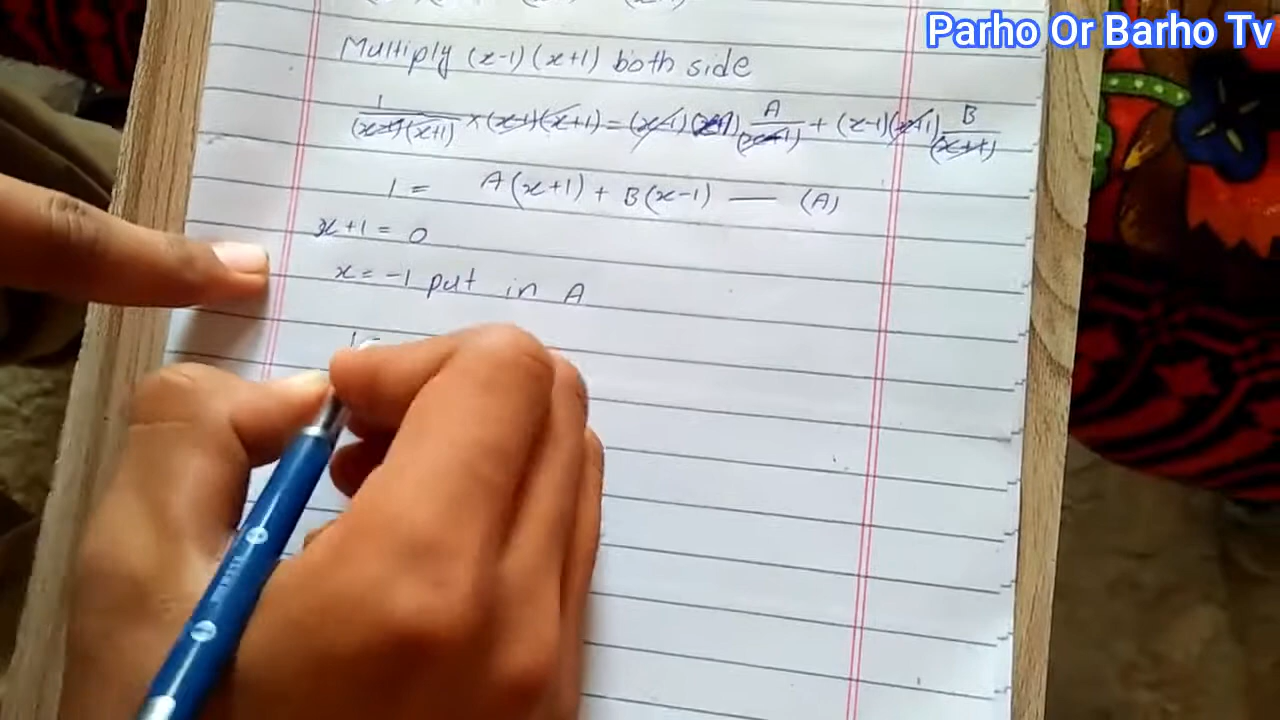 Parho Or Barho Tv
Multiply (x-1) (x+1) both side
1/(x-1)(x+1) × (x-1)(x+1) = (x-1) (x+1) A/(x-1) + (x-1)(x+1) B/(x+1)
1 = A(x+1) + B(x-1) — (A)
x+1 = 0
x = -1 put in A
1 =